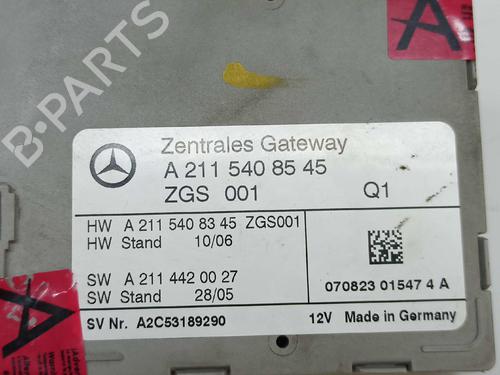 B-PARTS
A
Zentrales Gateway
A 211 540 85 45
ZGS 001 Q1
HW A 211 540 83 45 ZGS001
HW Stand 10/06
SW A 211 442 00 27
SW Stand 28/05
070823 01547 4 A
SV Nr. A2C53189290 12V Made in Germany
A